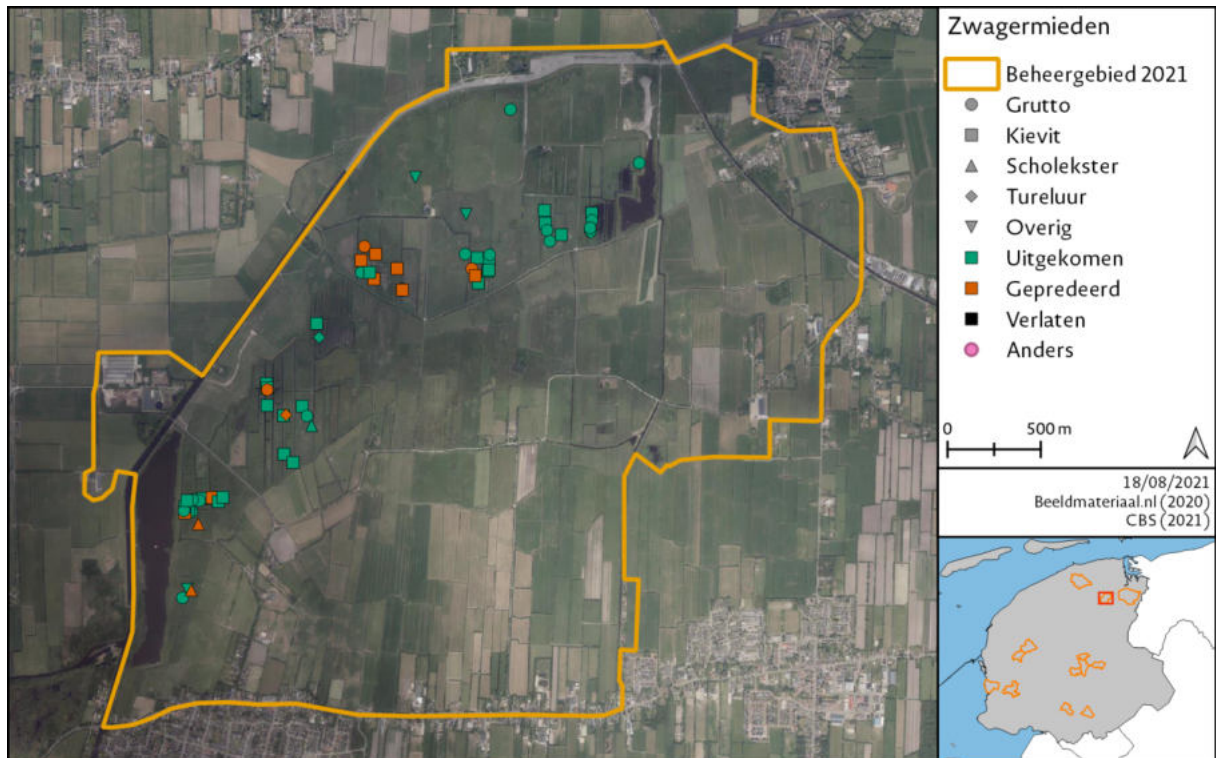 Zwagermieden
Beheergebied 2021
Grutto
Kievit
Scholekster
Tureluur
Overig
Uitgekomen
Gepredeerd
Verlaten
Anders
0 500 m
18/08/2021
Beeldmateriaal.nl (2020)
CBS (2021)